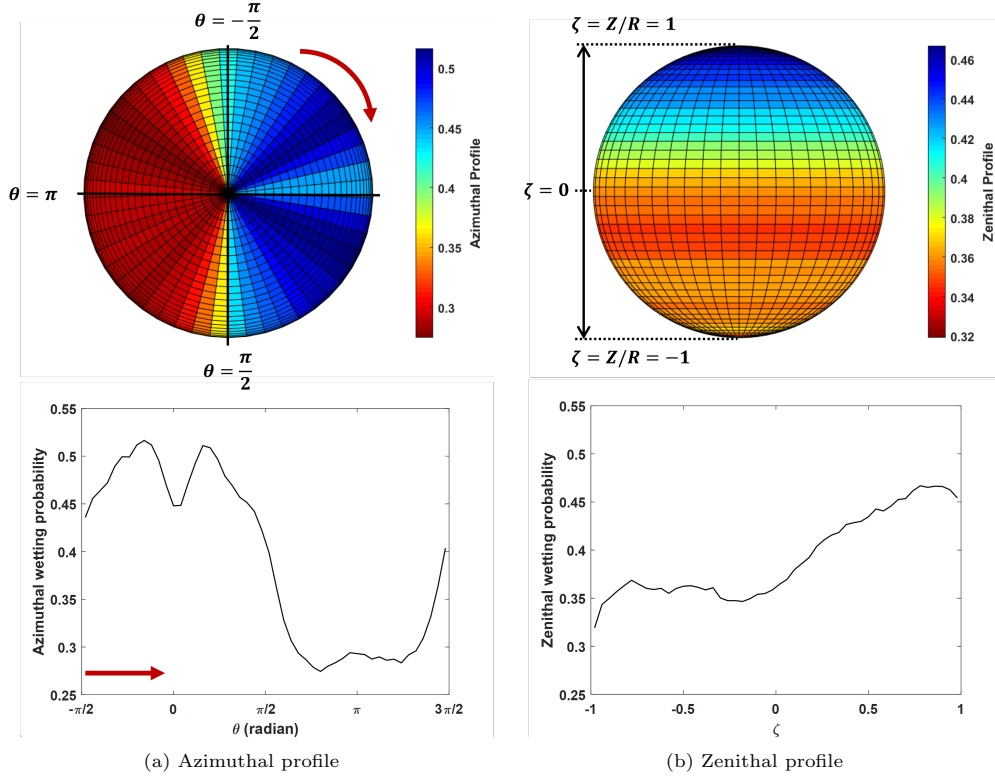 θ = −π/2
θ = π
θ = π/2
0.5
0.45
0.4
0.35
0.3
Azimuthal Profile
ζ = Z/R = 1
ζ = 0
ζ = Z/R = −1
0.46
0.44
0.42
0.4
0.38
0.36
0.34
0.32
Zenithal Profile
0.55
0.5
0.45
0.4
0.35
0.3
0.25
Azimuthal wetting probability
-π/2 0 π/2 π 3π/2
θ (radian)
0.55
0.5
0.45
0.4
0.35
0.3
0.25
Zenithal wetting probability
-1 -0.5 0 0.5 1
ζ
(a) Azimuthal profile
(b) Zenithal profile